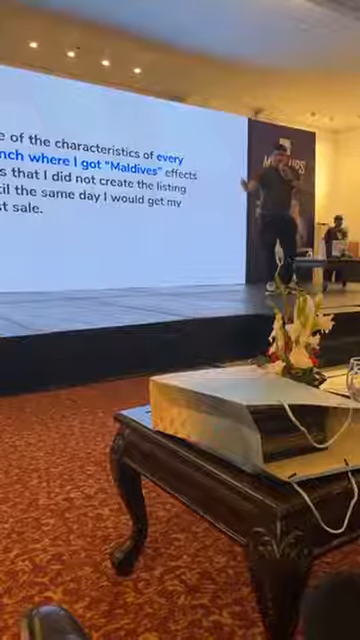 e of the characteristics of every
nch where I got "Maldives" effects
s that I did not create the listing
til the same day I would get my
st sale.